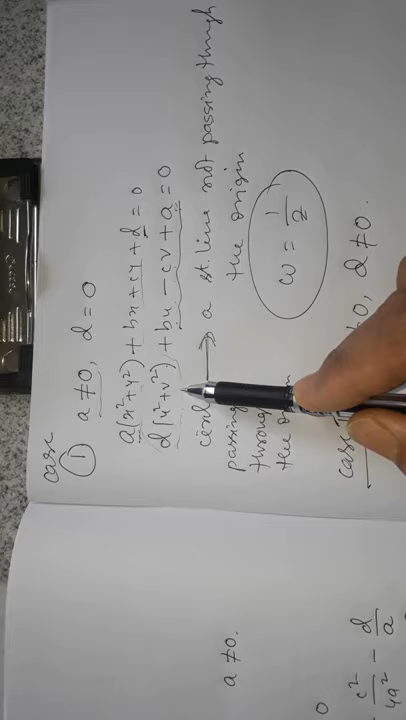 case
① a ≠ 0, d = 0
a(x²+y²) + bx + cy + d = 0
d(u²+v²) + bu - cv + a = 0
→ a st. line not passing through
passing
the origin
through
the
ω = 1/z
case
≠0, d ≠ 0.
a ≠ 0.
0
c²/4a² - d/a